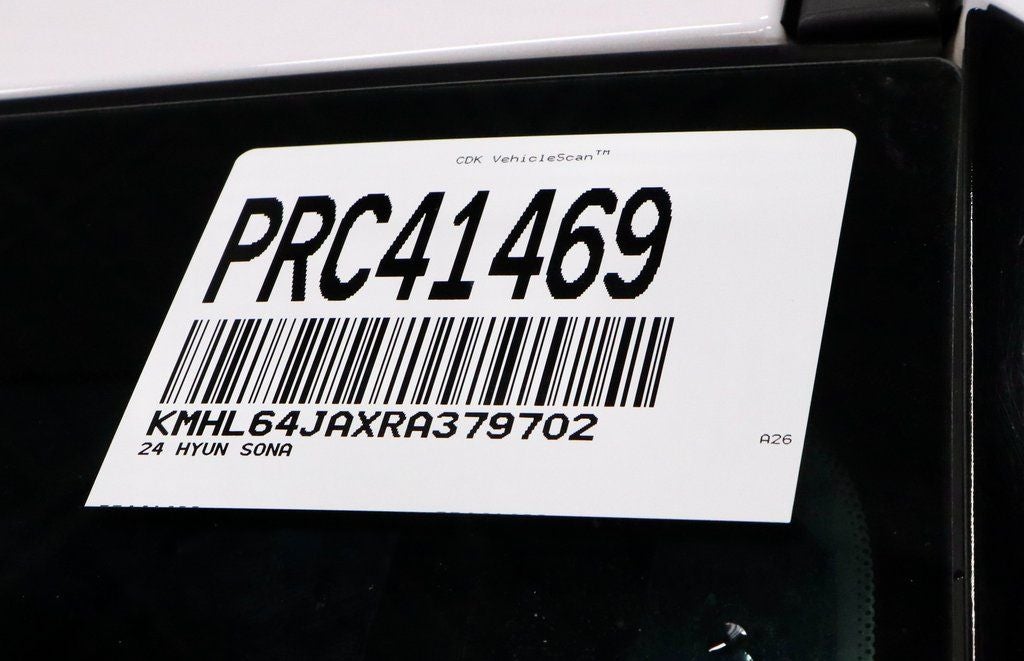 CDK VehicleScan™
PRC41469
KMHL64JAXRA379702
24 HYUN SONA
A26